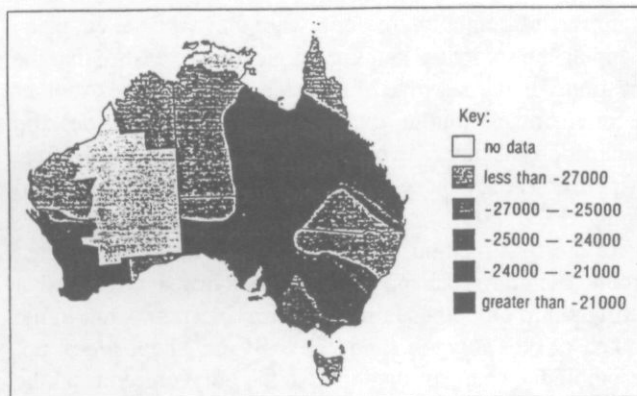 Key:
no data
less than -27000
-27000 — -25000
-25000 — -24000
-24000 — -21000
greater than -21000